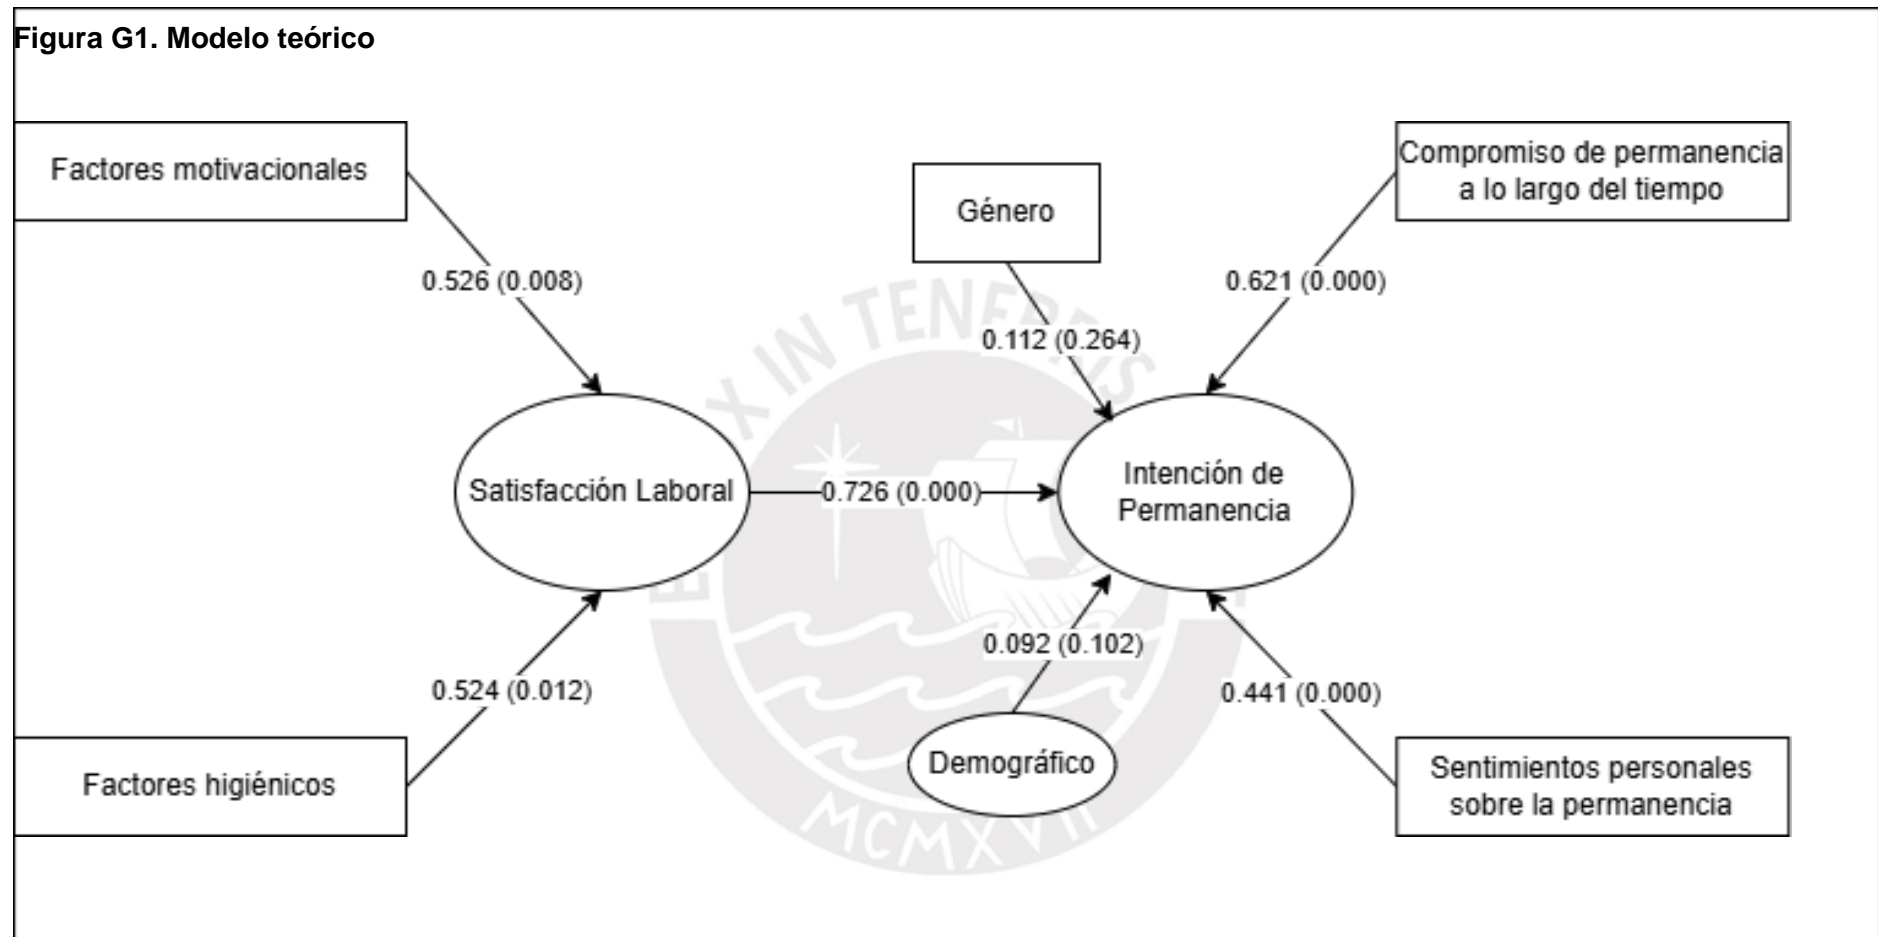 Figura G1. Modelo teórico
Factores motivacionales
Compromiso de permanencia
a lo largo del tiempo
Género
0.526 (0.008)
0.621 (0.000)
0.112 (0.264)
Satisfacción Laboral
0.726 (0.000)
Intención de
Permanencia
0.092 (0.102)
0.524 (0.012)
0.441 (0.000)
Demográfico
Factores higiénicos
Sentimientos personales
sobre la permanencia
MCMXVII